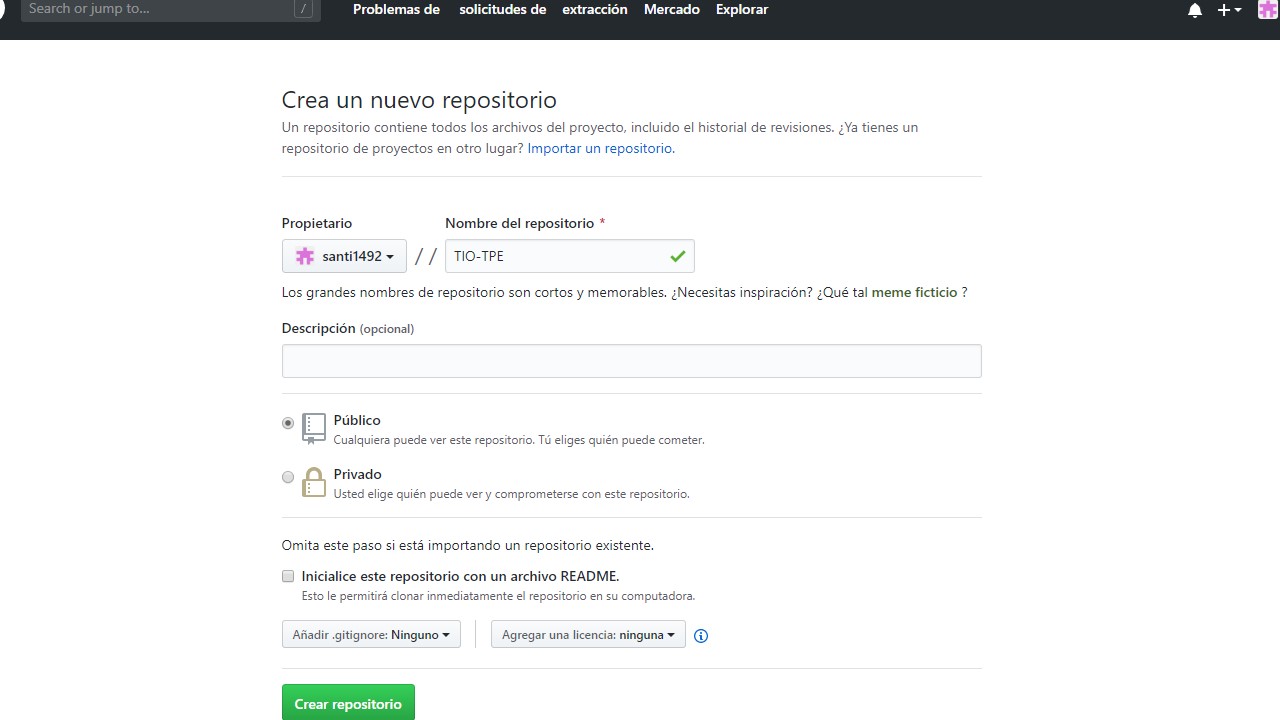 Search or jump to... /
Problemas de solicitudes de extracción Mercado Explorar
Crea un nuevo repositorio
Un repositorio contiene todos los archivos del proyecto, incluido el historial de revisiones. ¿Ya tienes un
repositorio de proyectos en otro lugar? Importar un repositorio.
Propietario Nombre del repositorio *
santi1492 / / TIO-TPE
Los grandes nombres de repositorio son cortos y memorables. ¿Necesitas inspiración? ¿Qué tal meme ficticio ?
Descripción (opcional)
Público
Cualquiera puede ver este repositorio. Tú eliges quién puede cometer.
Privado
Usted elige quién puede ver y comprometerse con este repositorio.
Omita este paso si está importando un repositorio existente.
Inicialice este repositorio con un archivo README.
Esto le permitirá clonar inmediatamente el repositorio en su computadora.
Añadir .gitignore: Ninguno Agregar una licencia: ninguna
Crear repositorio